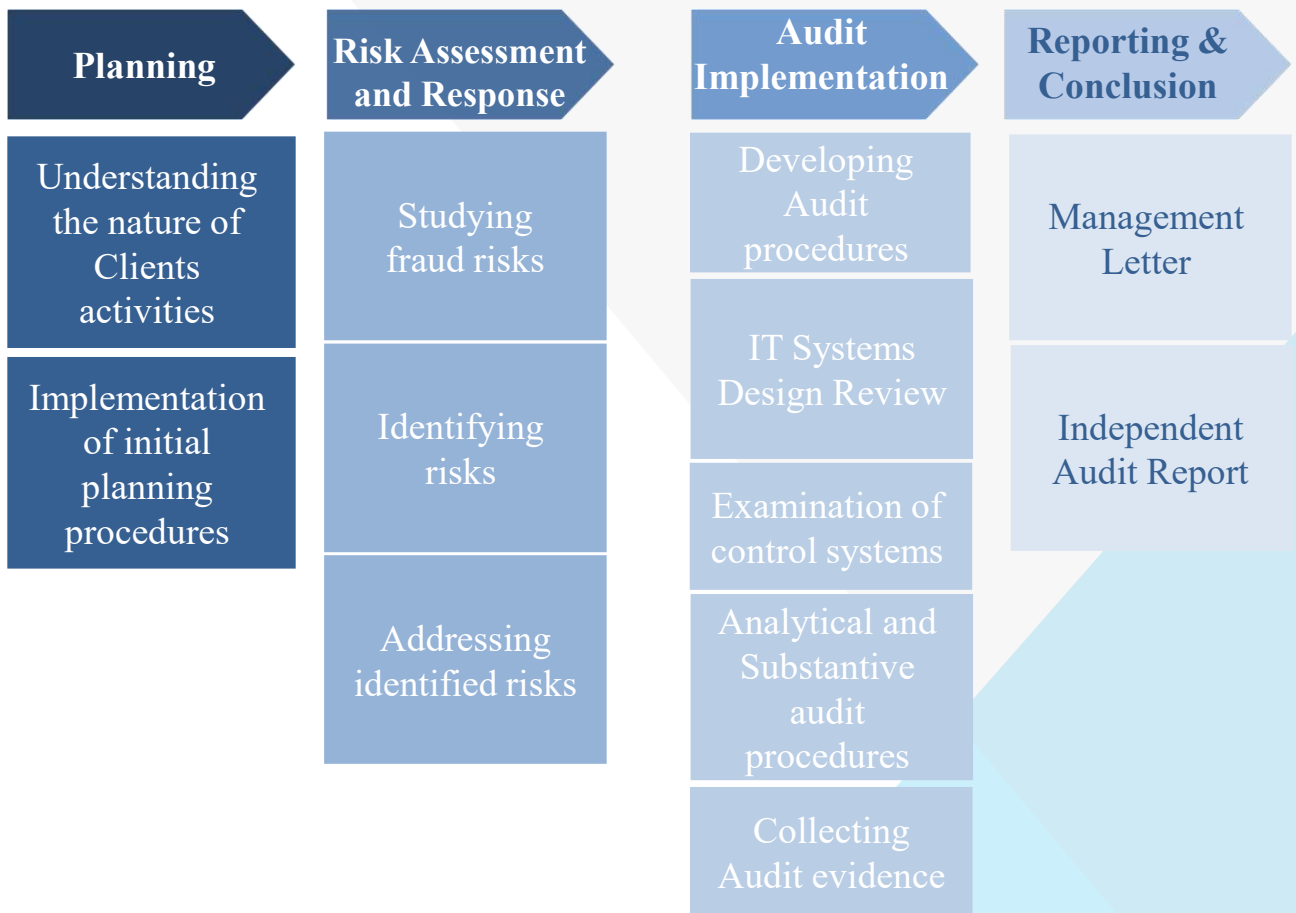 Planning
Understanding
the nature of
Clients
activities
Implementation
of initial
planning
procedures
Risk Assessment
and Response
Studying
fraud risks
Identifying
risks
Addressing
identified risks
Audit
Implementation
Developing
Audit
procedures
IT Systems
Design Review
Examination of
control systems
Analytical and
Substantive
audit
procedures
Collecting
Audit evidence
Reporting &
Conclusion
Management
Letter
Independent
Audit Report